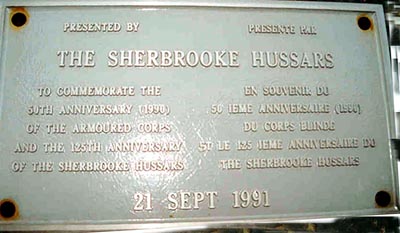 PRESENTED BY
PRESENTÉ PAR
THE SHERBROOKE HUSSARS
TO COMMEMORATE THE
50TH ANNIVERSARY (1990)
OF THE ARMOURED CORPS
AND THE 125TH ANNIVERSARY
OF THE SHERBROOKE HUSSARS
EN SOUVENIR DU
50 IEME ANNIVERSAIRE (1990)
DU CORPS BLINDÉ
ET LE 125 IEME ANNIVERSAIRE DU
THE SHERBROOKE HUSSARS
21 SEPT 1991